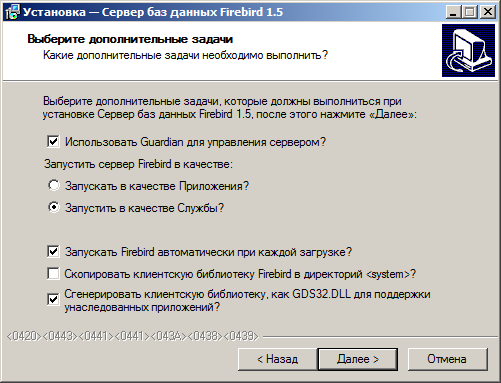 Установка — Сервер баз данных Firebird 1.5
Выберите дополнительные задачи
Какие дополнительные задачи необходимо выполнить?
Выберите дополнительные задачи, которые должны выполниться при
установке Сервер баз данных Firebird 1.5, после этого нажмите «Далее»:
Использовать Guardian для управления сервером?
Запустить сервер Firebird в качестве:
Запускать в качестве Приложения?
Запустить в качестве Службы?
Запускать Firebird автоматически при каждой загрузке?
Скопировать клиентскую библиотеку Firebird в директорий <system>?
Сгенерировать клиентскую библиотеку, как GDS32.DLL для поддержки
унаследованных приложений?
<0420><0443><0441><0441><043A><0438><0439>
< Назад
Далее >
Отмена